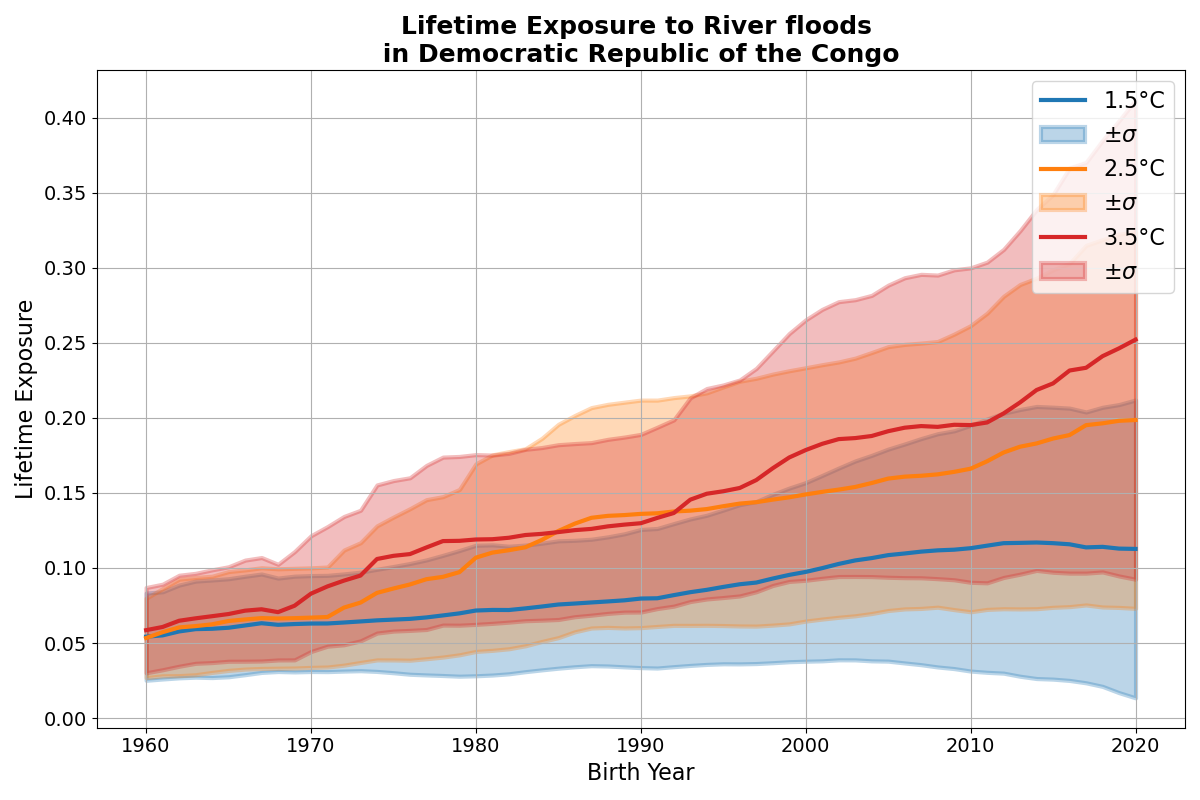 Lifetime Exposure to River floods
in Democratic Republic of the Congo
Lifetime Exposure
0.40
0.35
0.30
0.25
0.20
0.15
0.10
0.05
0.00
1960
1970
1980
1990
2000
2010
2020
Birth Year
1.5°C
±σ
2.5°C
±σ
3.5°C
±σ